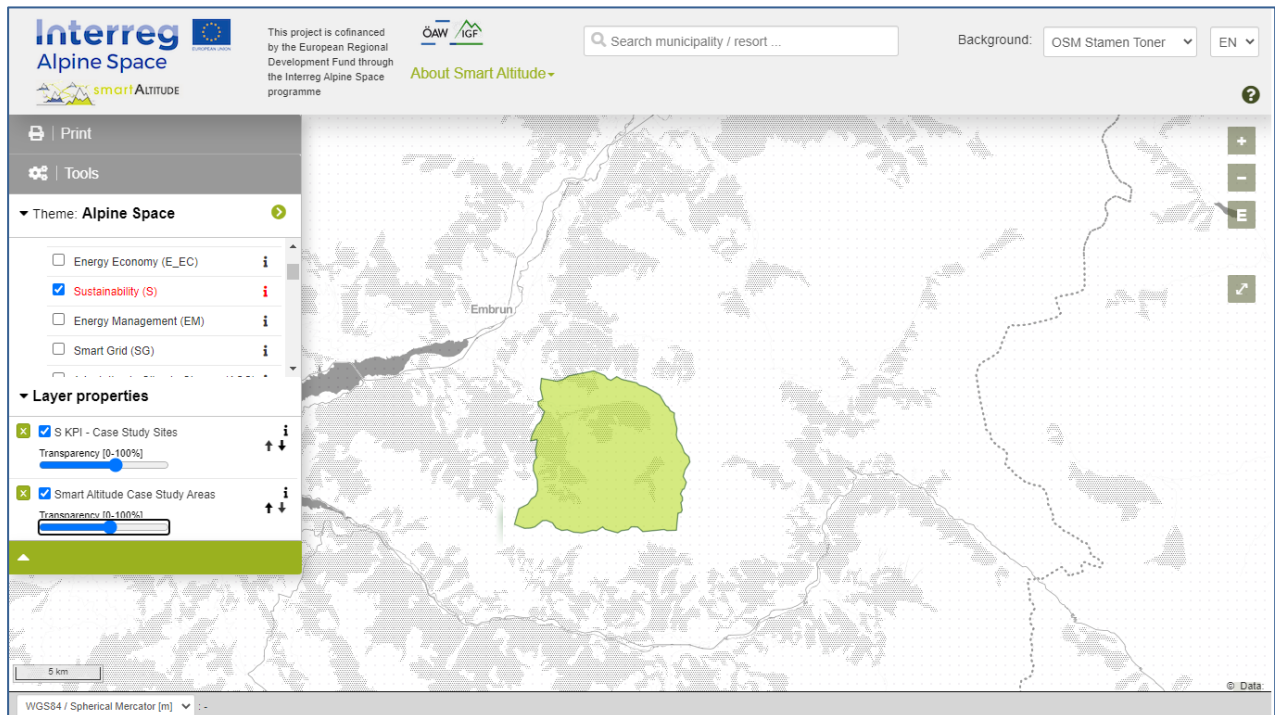 Interreg
EUROPEAN UNION
Alpine Space
smartALTITUDE
This project is cofinanced
by the European Regional
Development Fund through
the Interreg Alpine Space
programme
ÖAW IGF
About Smart Altitude
Search municipality / resort ...
Background:
OSM Stamen Toner
EN
?
Print
Tools
Theme: Alpine Space
Energy Economy (E_EC)
i
Sustainability (S)
i
Energy Management (EM)
i
Smart Grid (SG)
i
Layer properties
x
S KPI - Case Study Sites
i
Transparency [0-100%]
x
Smart Altitude Case Study Areas
i
Transparency [0-100%]
Embrun
+
-
E
5 km
© Data:
WGS84 / Spherical Mercator [m]
: -